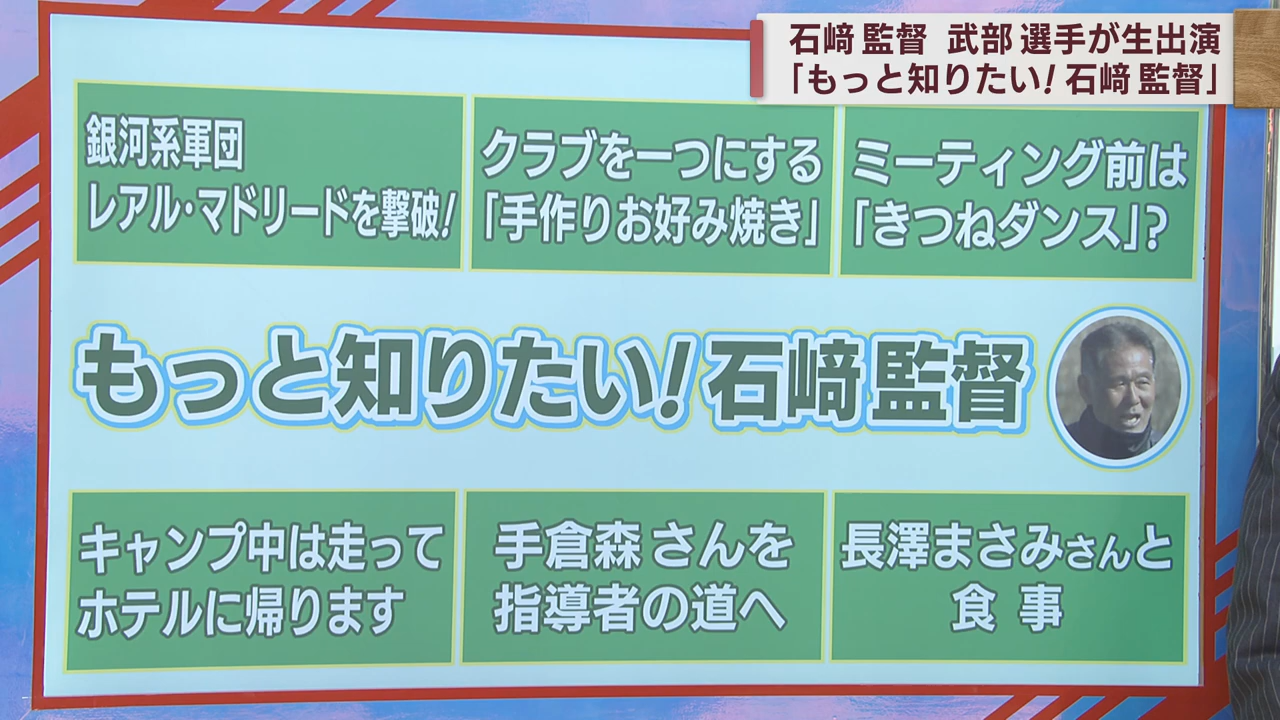 石﨑 監督 武部 選手が生出演
「もっと知りたい! 石﨑 監督」
銀河系軍団
レアル・マドリードを撃破!
クラブを一つにする
「手作りお好み焼き」
ミーティング前は
「きつねダンス」?
もっと知りたい! 石﨑 監督
キャンプ中は走って
ホテルに帰ります
手倉森 さんを
指導者の道へ
長澤まさみさんと
食 事